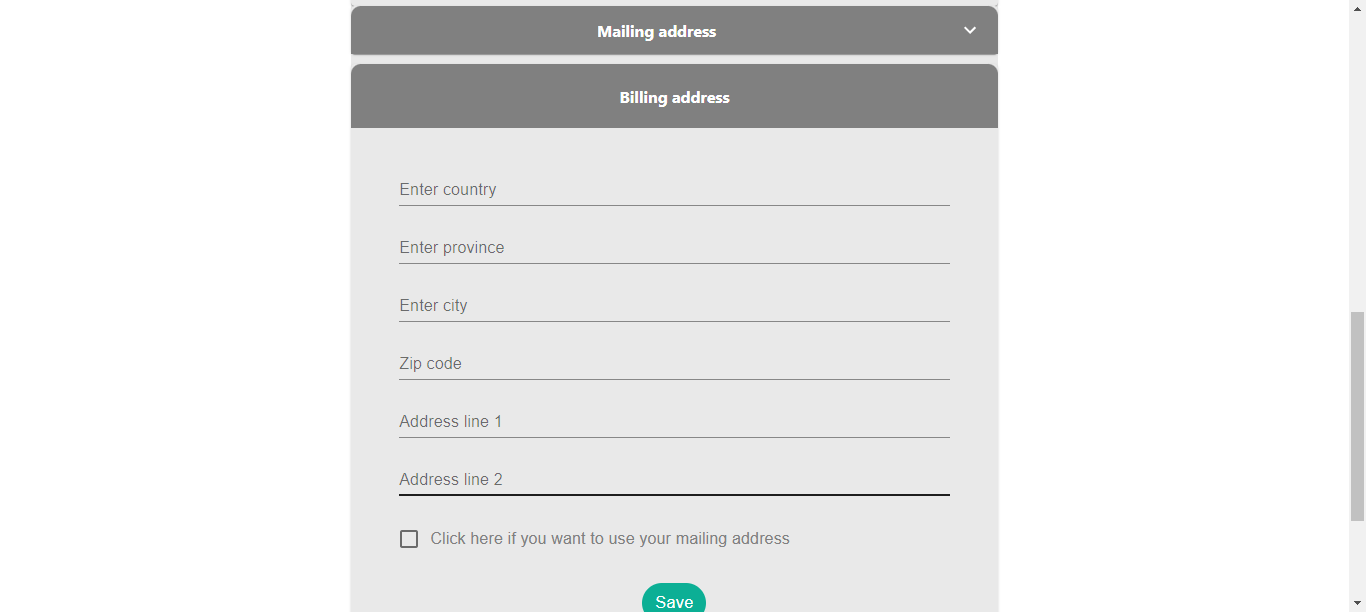 Mailing address
Billing address
Enter country
Enter province
Enter city
Zip code
Address line 1
Address line 2
Click here if you want to use your mailing address
Save